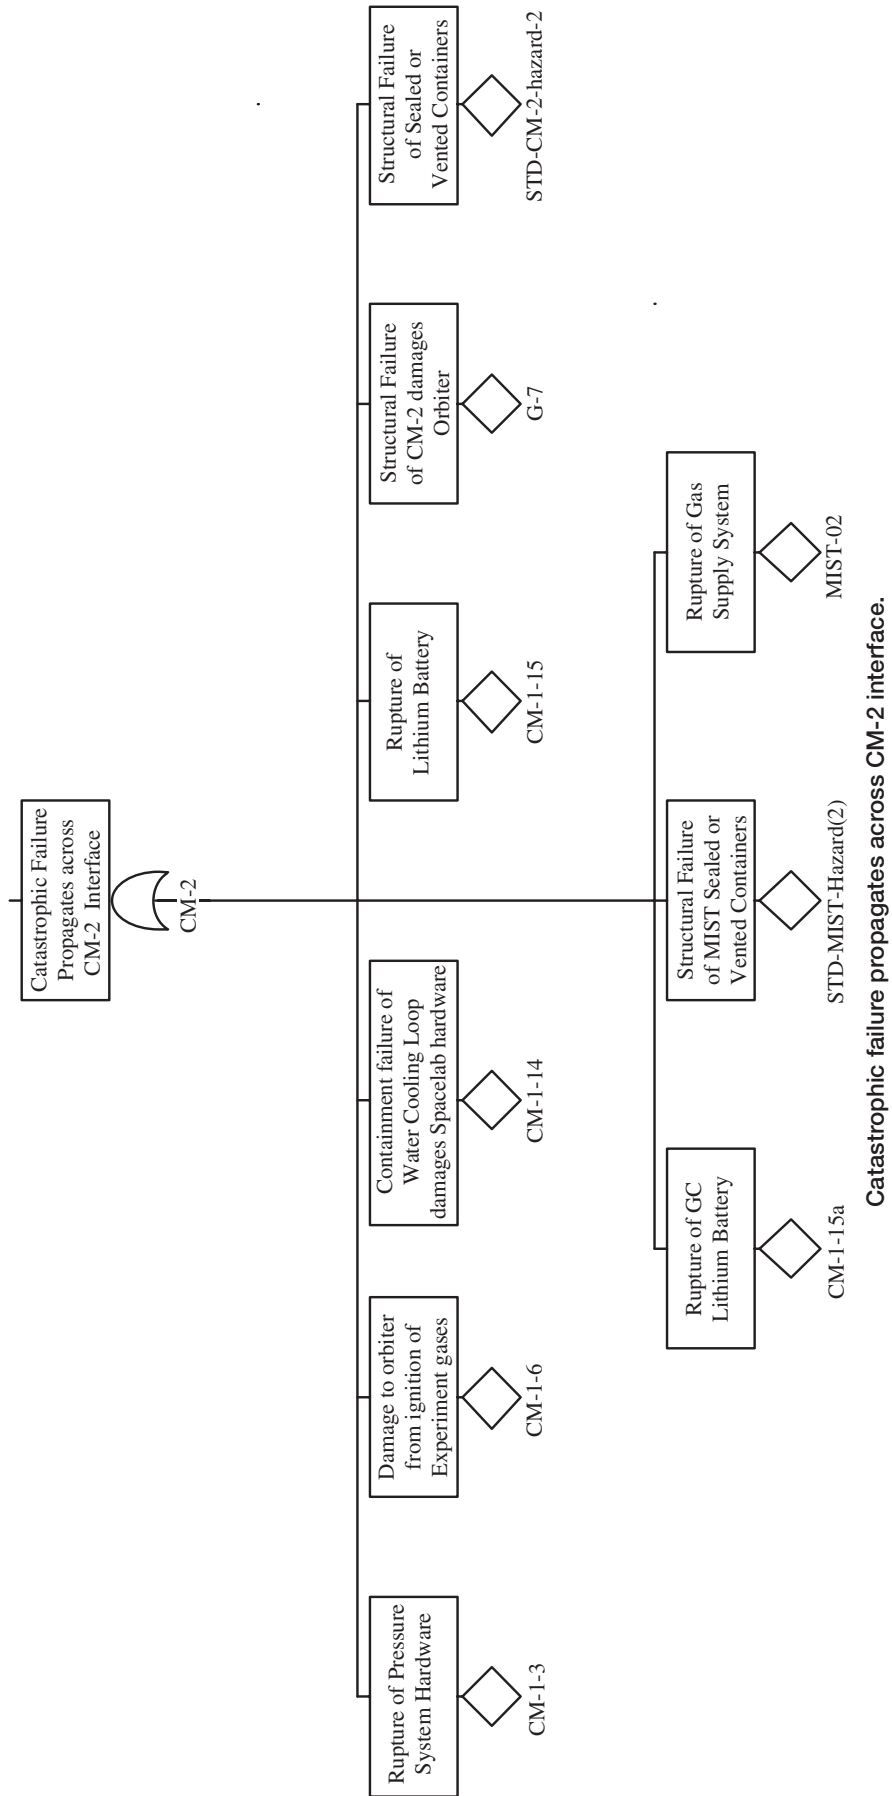 Catastrophic Failure
Propagates across
CM-2 Interface
CM-2
Rupture of Pressure
System Hardware
CM-1-3
Damage to orbiter
from ignition of
Experiment gases
CM-1-6
Containment failure of
Water Cooling Loop
damages Spacelab hardware
CM-1-14
Rupture of
Lithium Battery
CM-1-15
Structural Failure
of CM-2 damages
Orbiter
G-7
Structural Failure
of Sealed or
Vented Containers
STD-CM-2-hazard-2
Rupture of GC
Lithium Battery
CM-1-15a
Structural Failure
of MIST Sealed or
Vented Containers
STD-MIST-Hazard(2)
Rupture of Gas
Supply System
MIST-02
Catastrophic failure propagates across CM-2 interface.